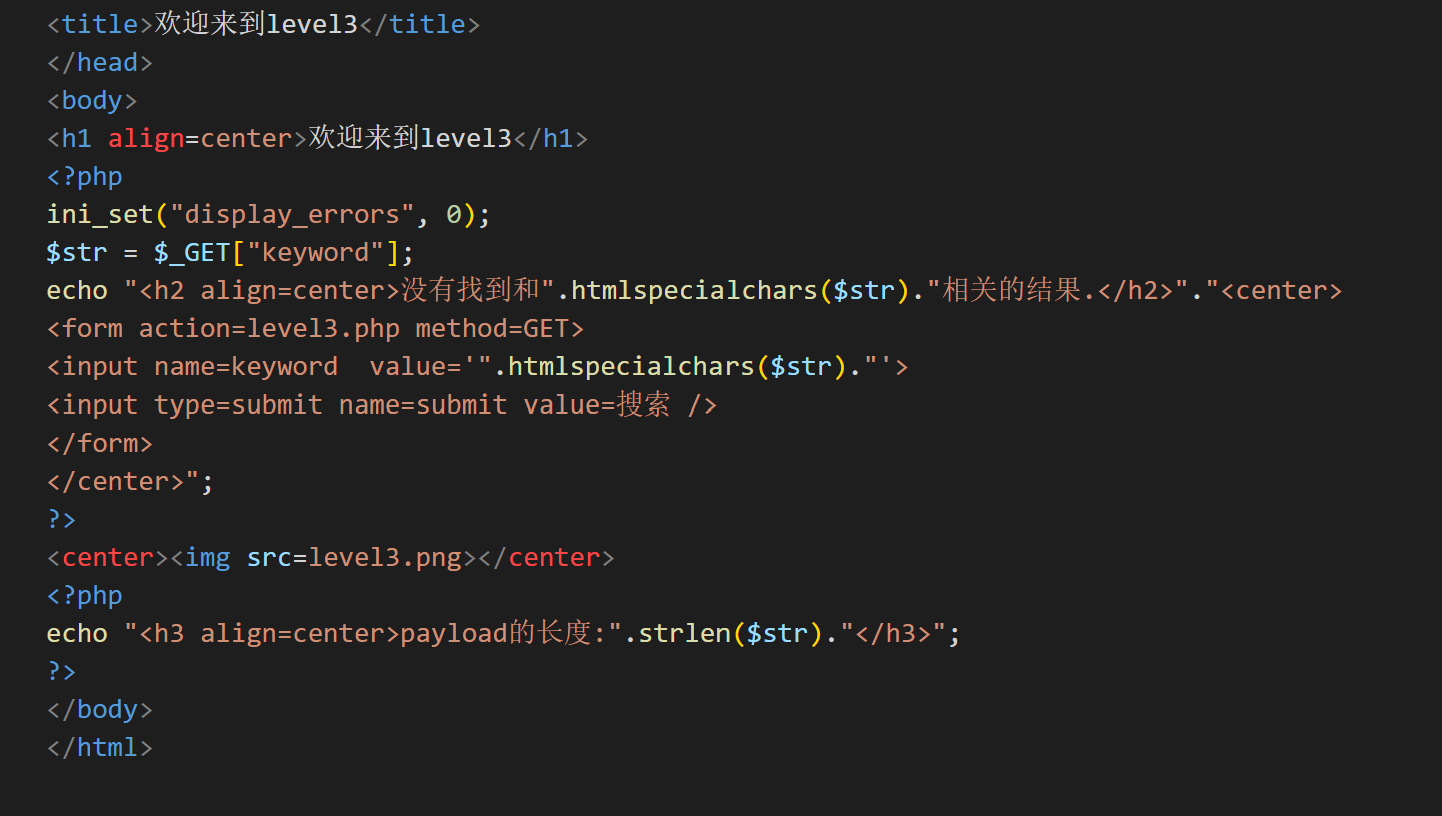 <title>欢迎来到level3</title>
</head>
<body>
<h1 align=center>欢迎来到level3</h1>
<?php
ini_set("display_errors", 0);
$str = $_GET["keyword"];
echo "<h2 align=center>没有找到和".htmlspecialchars($str)."相关的结果.</h2>"."<center>
<form action=level3.php method=GET>
<input name=keyword  value='".htmlspecialchars($str)."'>
<input type=submit name=submit value=搜索 />
</form>
</center>";
?>
<center><img src=level3.png></center>
<?php
echo "<h3 align=center>payload的长度:".strlen($str)."</h3>";
?>
</body>
</html>